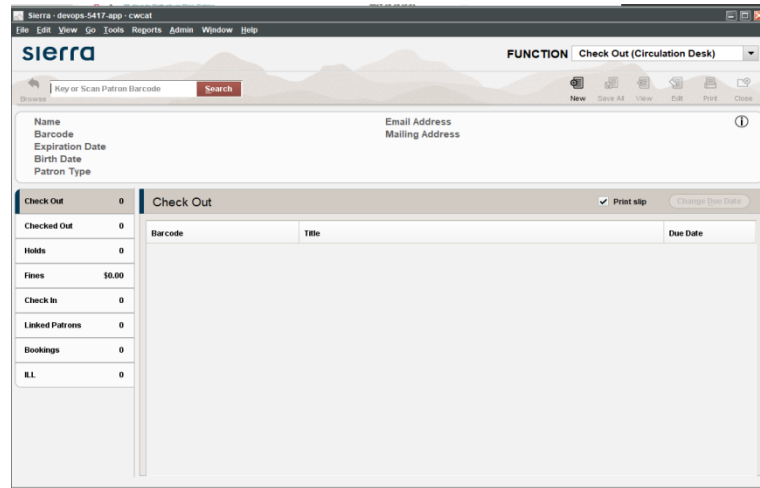 Sierra · devops-5417-app · cwcat
File Edit View Go Tools Reports Admin Window Help
sierra
FUNCTION Check Out (Circulation Desk)
Browse Key or Scan Patron Barcode Search New Save All View Edit Print Close
Name Email Address
Barcode Mailing Address
Expiration Date
Birth Date
Patron Type
Check Out 0 Check Out Print slip Change Due Date
Checked Out 0 Barcode Title Due Date
Holds 0
Fines $0.00
Check In 0
Linked Patrons 0
Bookings 0
ILL 0